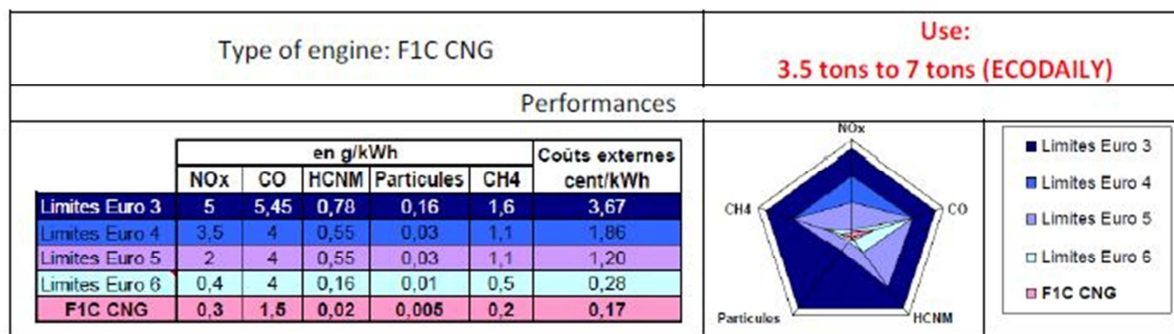 Type of engine: F1C CNG
Use:
3.5 tons to 7 tons (ECODAILY)
Performances
en g/kWh Coûts externes
NOx CO HCNM Particules CH4 cent/kWh
Limites Euro 3 5 5,45 0,78 0,16 1,6 3,67
Limites Euro 4 3,5 4 0,55 0,03 1,1 1,86
Limites Euro 5 2 4 0,55 0,03 1,1 1,20
Limites Euro 6 0,4 4 0,16 0,01 0,5 0,28
F1C CNG 0,3 1,5 0,02 0,005 0,2 0,17
NOx
CH4
CO
Particules
HCNM
Limites Euro 3
Limites Euro 4
Limites Euro 5
Limites Euro 6
F1C CNG